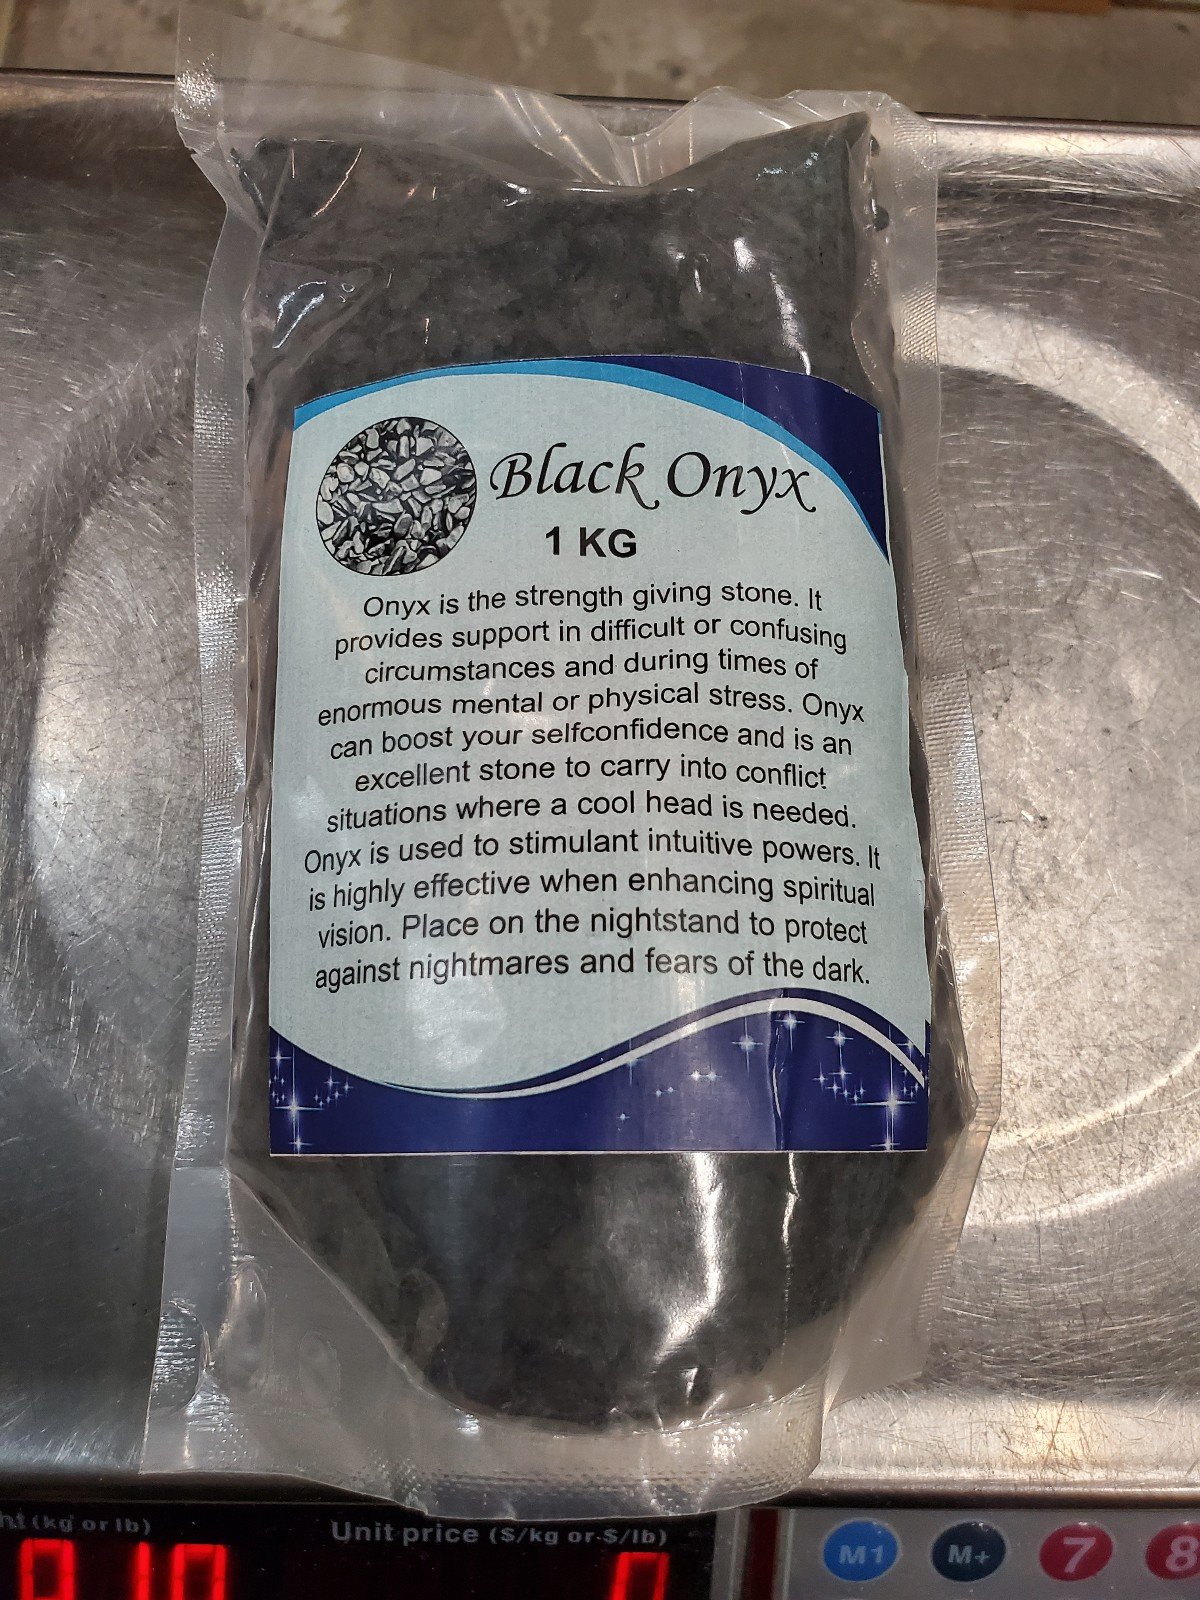 Black Onyx
1 KG
Onyx is the strength giving stone. It
provides support in difficult or confusing
circumstances and during times of
enormous mental or physical stress. Onyx
can boost your selfconfidence and is an
excellent stone to carry into conflict
situations where a cool head is needed.
Onyx is used to stimulant intuitive powers. It
is highly effective when enhancing spiritual
vision. Place on the nightstand to protect
against nightmares and fears of the dark.
(kg or lb)
Unit price ($/kg or $/lb)
M1
M+
7
8